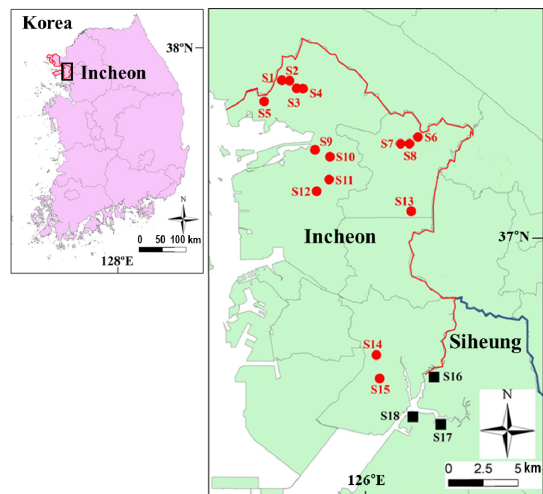 Korea
38°N
Incheon
N
0 50 100 km
128°E
S1 S2
S3 S4
S5
S6
S7 S8
S9
S10
S11
S12
S13
Incheon
37°N
S14
Siheung
S15
S16
S18
S17
N
126°E
0 2.5 5 km